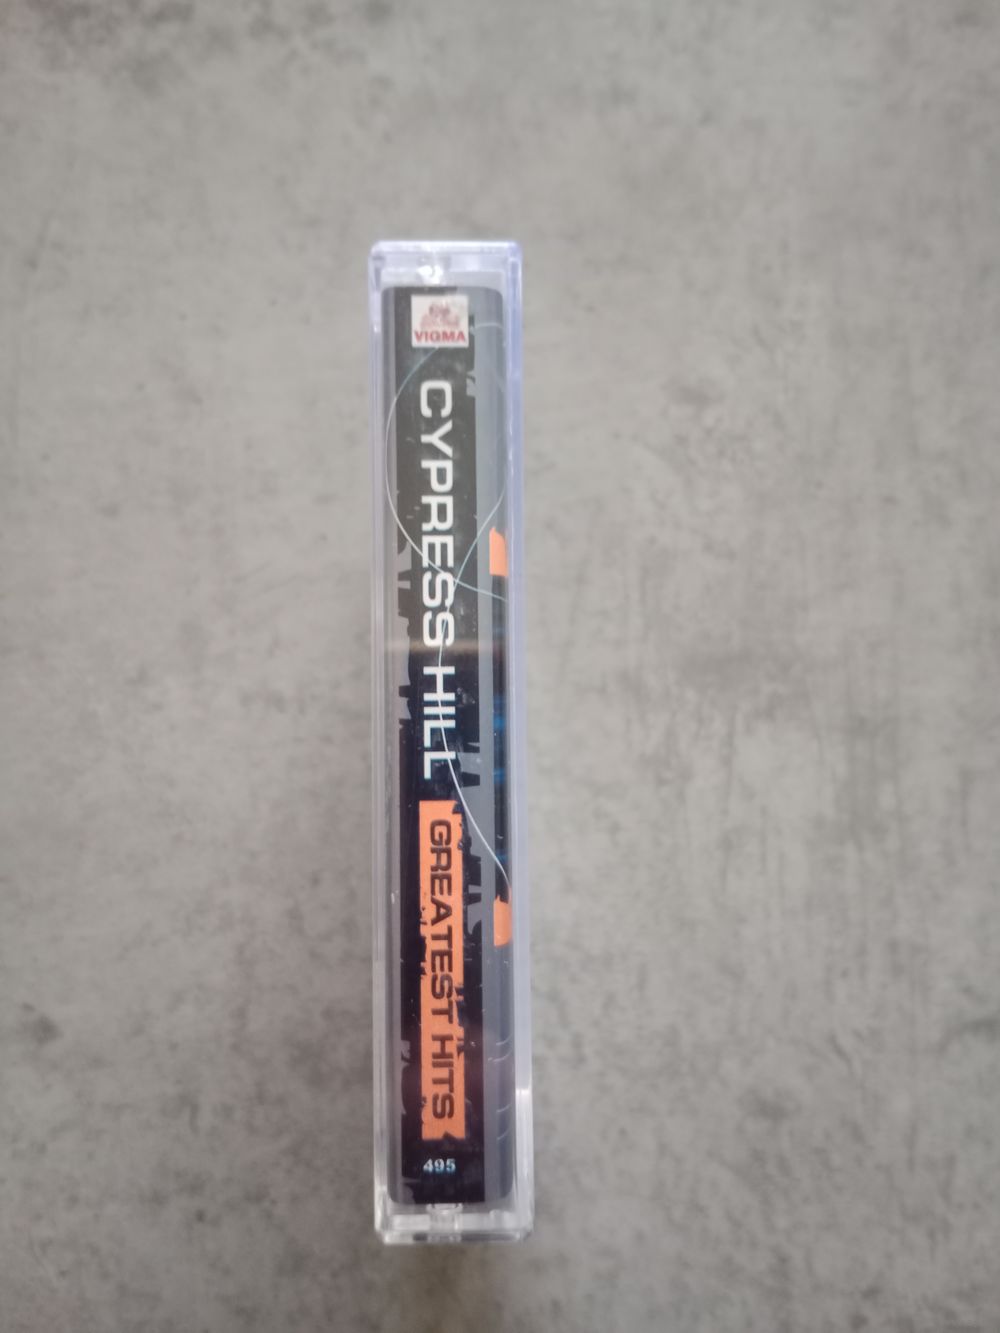 VIGMA
CYPRESS HILL
GREATEST HITS
495